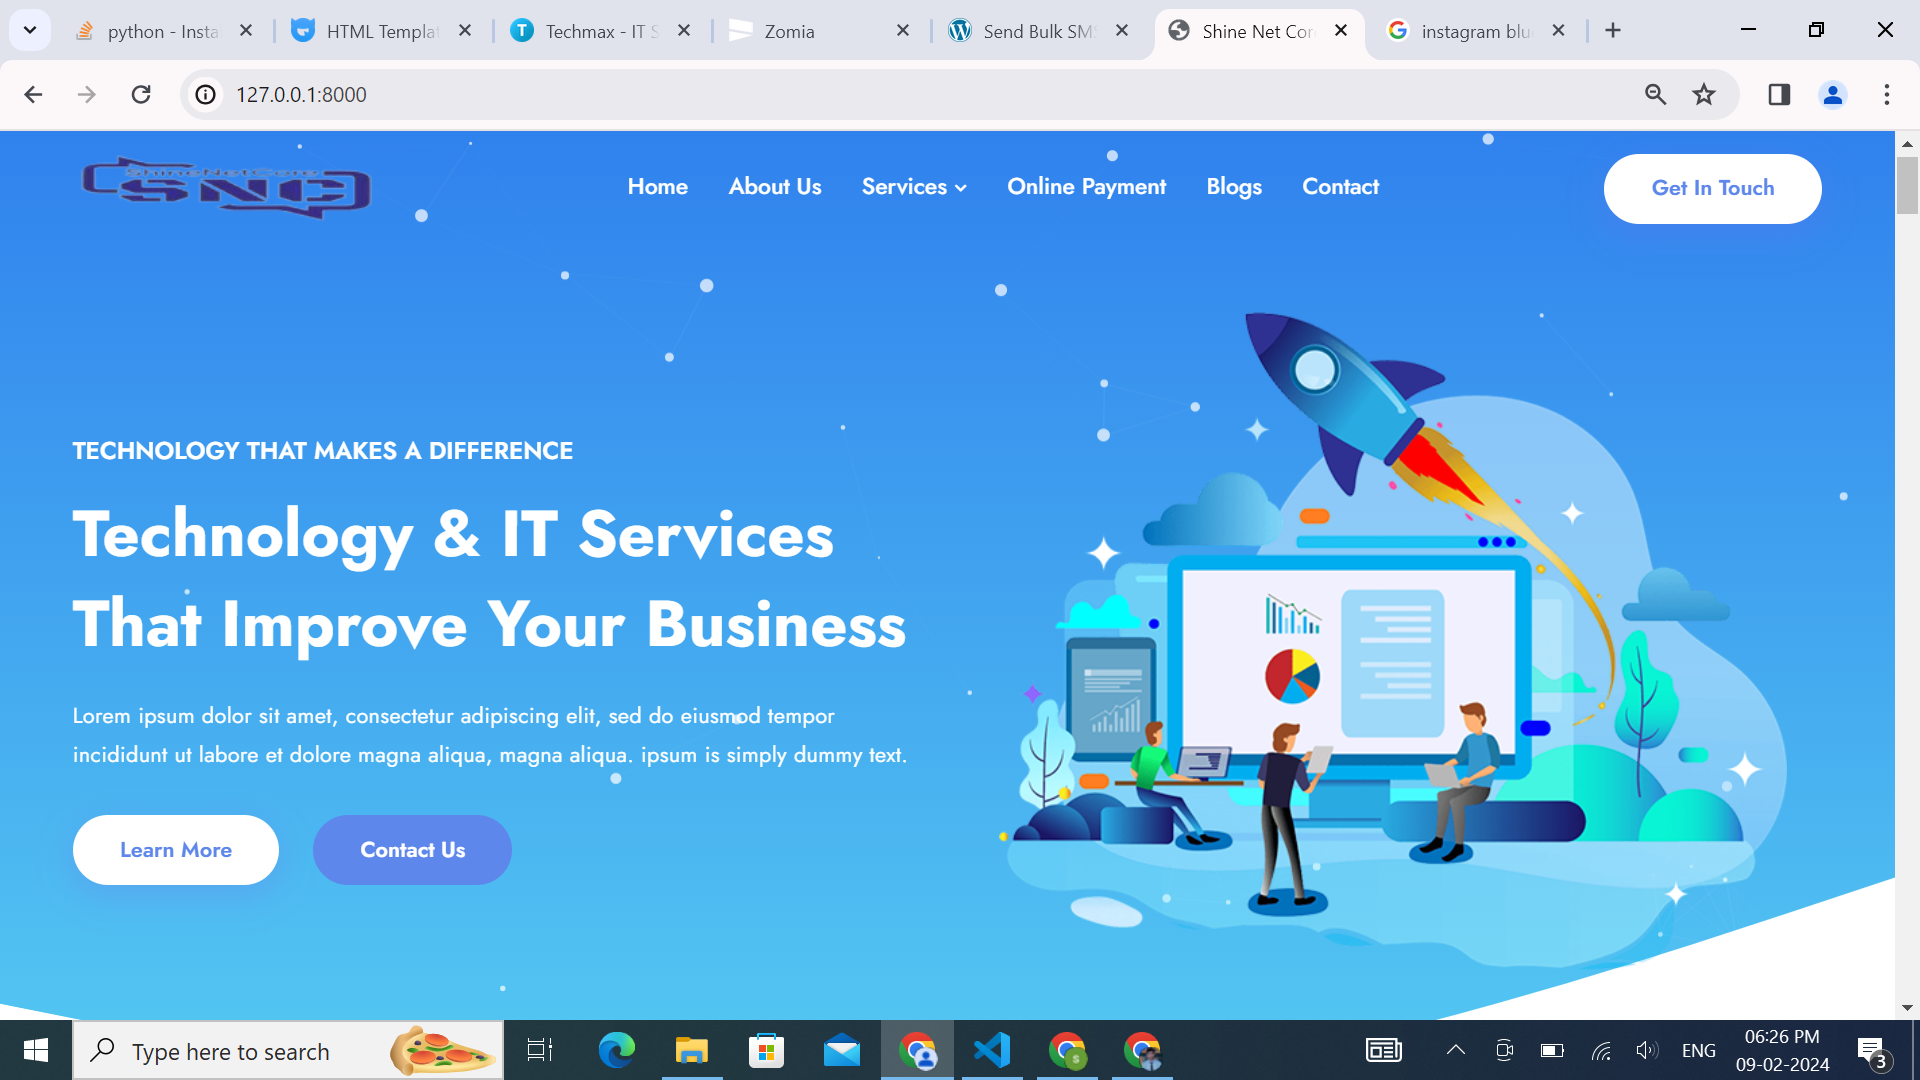 python - Insta
HTML Templat
Techmax - IT S
Zomia
Send Bulk SMS
Shine Net Cor
instagram blu
127.0.0.1:8000
ShineNetCore
SNC
Home
About Us
Services
Online Payment
Blogs
Contact
Get In Touch
TECHNOLOGY THAT MAKES A DIFFERENCE
Technology & IT Services
That Improve Your Business
Lorem ipsum dolor sit amet, consectetur adipiscing elit, sed do eiusmod tempor
incididunt ut labore et dolore magna aliqua, magna aliqua. ipsum is simply dummy text.
Learn More
Contact Us
Type here to search
S
ENG
06:26 PM
09-02-2024
3